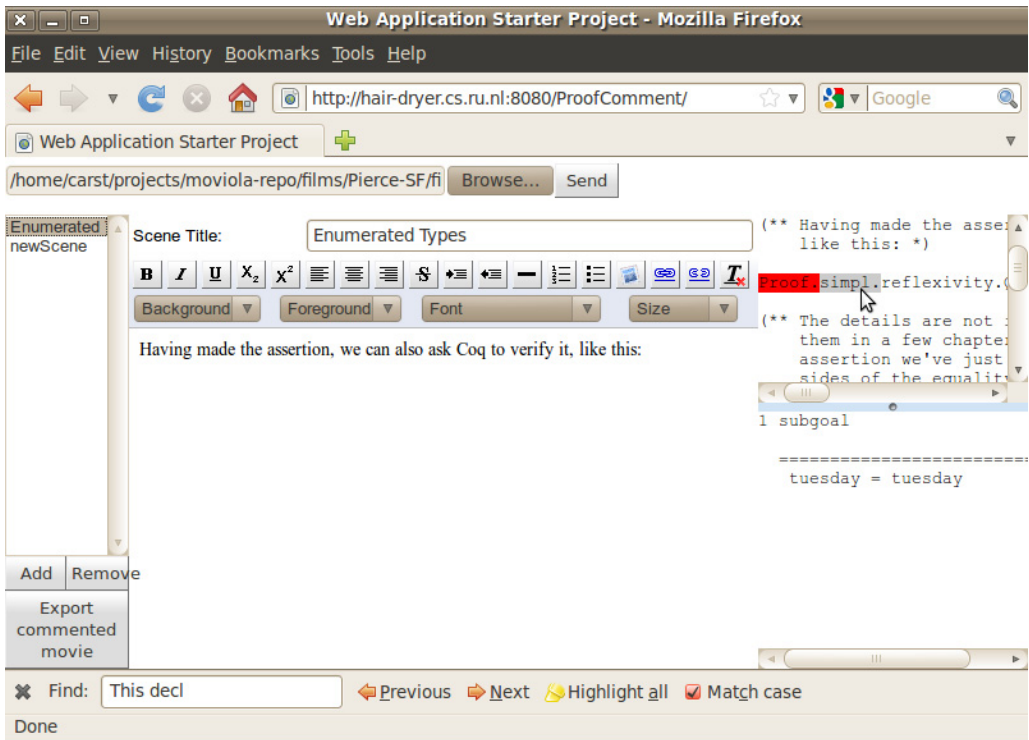 Web Application Starter Project - Mozilla Firefox
File Edit View History Bookmarks Tools Help
http://hair-dryer.cs.ru.nl:8080/ProofComment/
Google
Web Application Starter Project
/home/carst/projects/moviola-repo/films/Pierce-SF/fi
Browse...
Send
Enumerated
newScene
Add
Remove
Export
commented
movie
Scene Title:
Enumerated Types
B I U X₂ X² S T
Background
Foreground
Font
Size
Having made the assertion, we can also ask Coq to verify it, like this:
(** Having made the asser
like this: *)
Proof.simpl.reflexivity.
(** The details are not
them in a few chapte
assertion we've just
sides of the equality
1 subgoal
==========================
tuesday = tuesday
Find:
This decl
Previous
Next
Highlight all
Match case
Done